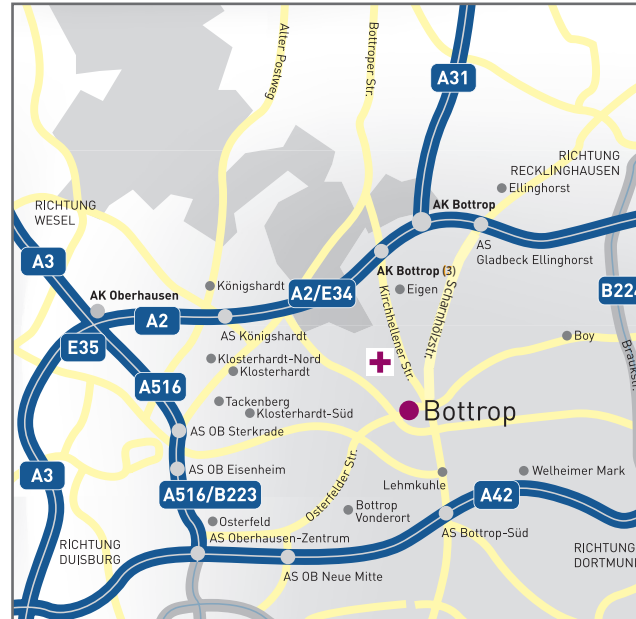 Alter Postweg
Bottroper Str.
A31
RICHTUNG
RECKLINGHAUSEN
Ellinghorst
RICHTUNG
WESEL
AK Bottrop
AS
Gladbeck Ellinghorst
A3
AK Bottrop (3)
Königshardt
A2/E34
Eigen
B224
AK Oberhausen
A2
Kirchhellener Str.
Scharnhölzstr.
AS Königshardt
E35
Boy
Braukstr.
Klosterhardt-Nord
Klosterhardt
A516
Tackenberg
Klosterhardt-Süd
Bottrop
AS OB Sterkrade
AS OB Eisenheim
Osterfelder Str.
Lehmkuhle
Welheimer Mark
A3
A516/B223
A42
Bottrop
Vonderort
Osterfeld
AS Oberhausen-Zentrum
AS Bottrop-Süd
RICHTUNG
DUISBURG
RICHTUNG
DORTMUND
AS OB Neue Mitte